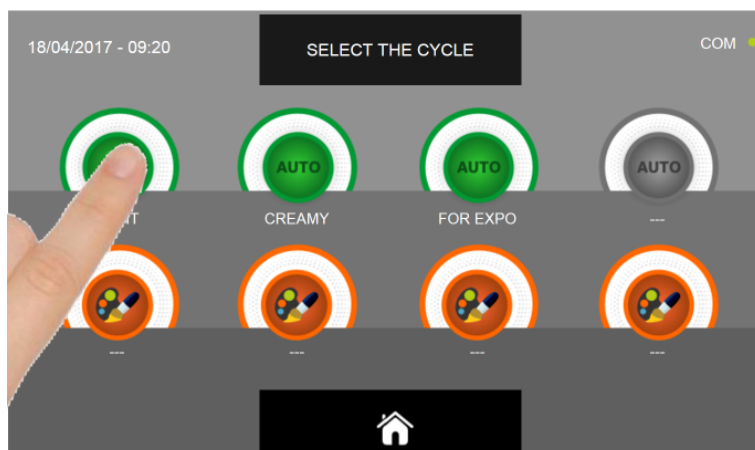 18/04/2017 - 09:20
SELECT THE CYCLE
COM
AUTO
AUTO
AUTO
CREAMY
FOR EXPO
---
---
---
---
---